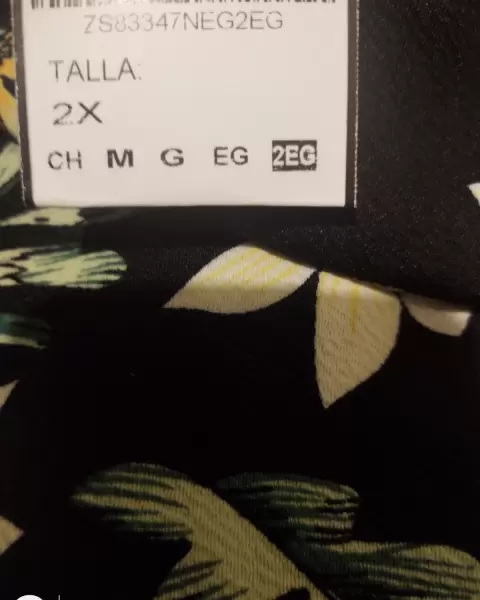 ZS83347NEG2EG
TALLA:
2X
CH M G EG 2EG